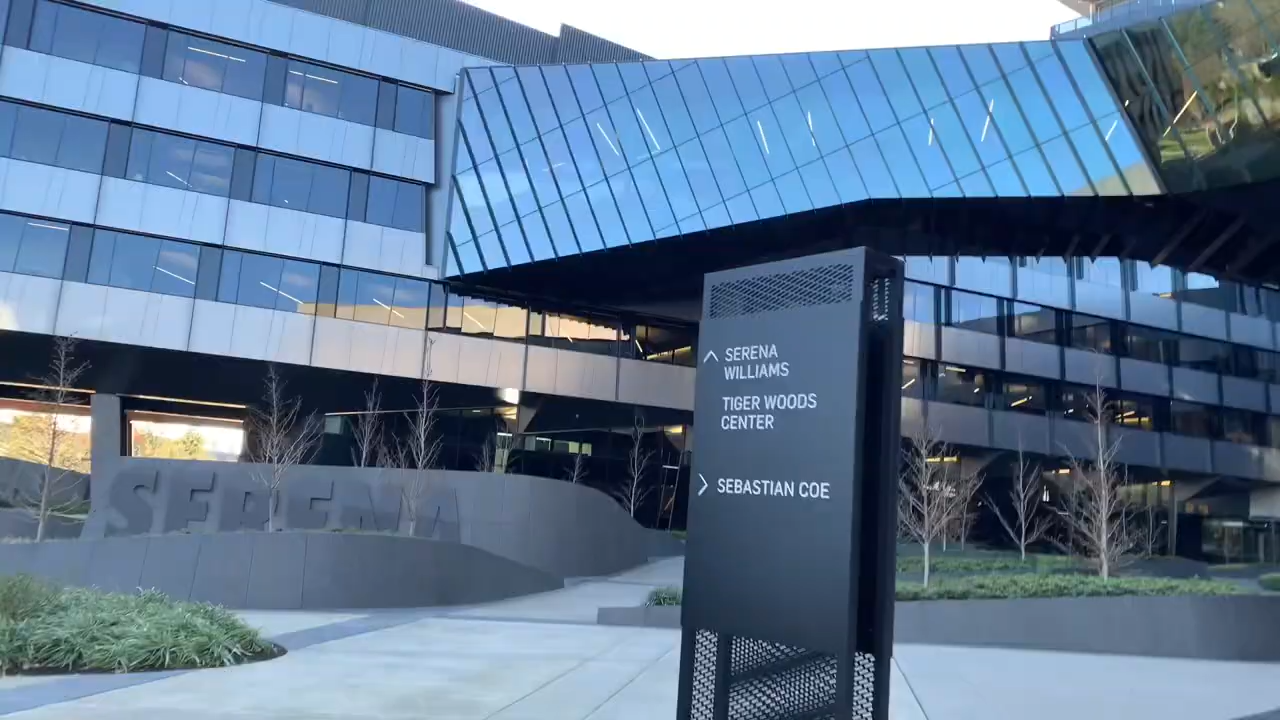 SERENA
WILLIAMS
TIGER WOODS
CENTER
SEBASTIAN COE
SERENA